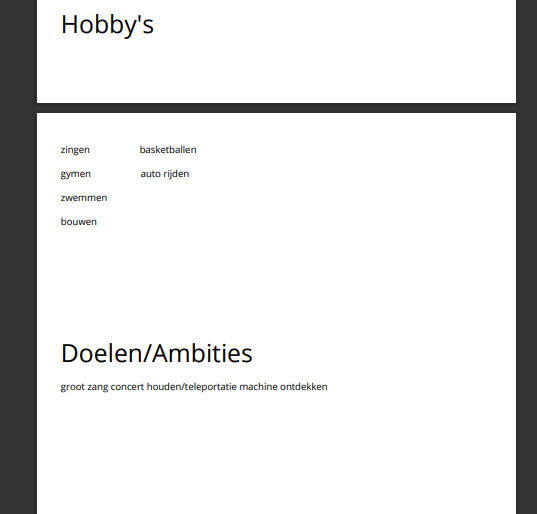 Hobby's
zingen basketballen
gymen auto rijden
zwemmen
bouwen
Doelen/Ambities
groot zang concert houden/teleportatie machine ontdekken